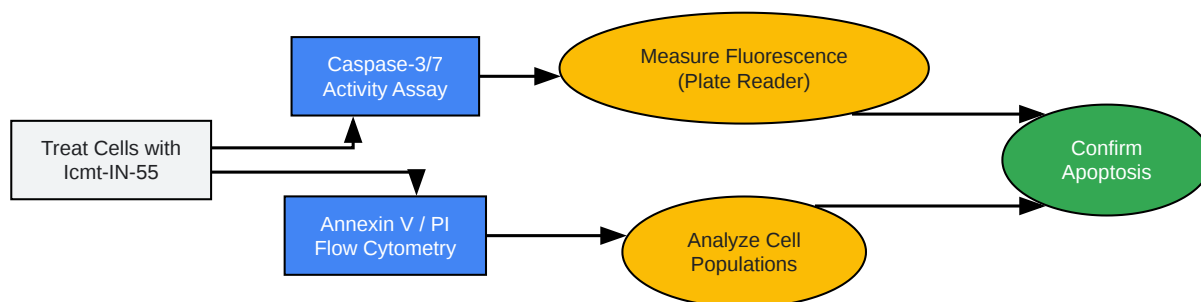 Treat Cells with
Icmt-IN-55
Caspase-3/7
Activity Assay
Measure Fluorescence
(Plate Reader)
Annexin V / PI
Flow Cytometry
Analyze Cell
Populations
Confirm
Apoptosis